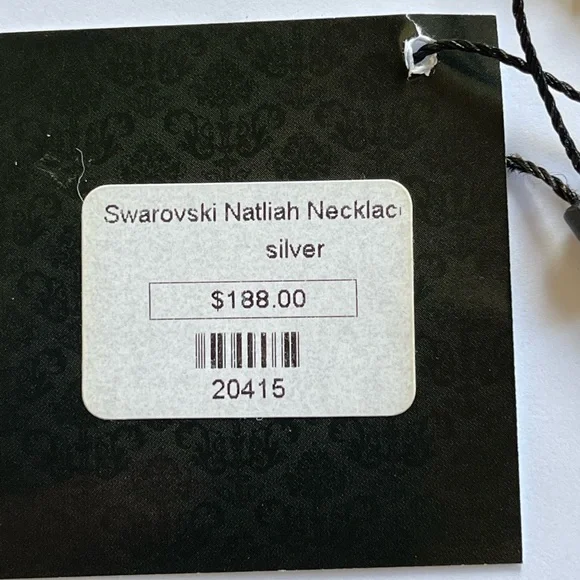 Swarovski Natliah Necklac
silver
$188.00
20415